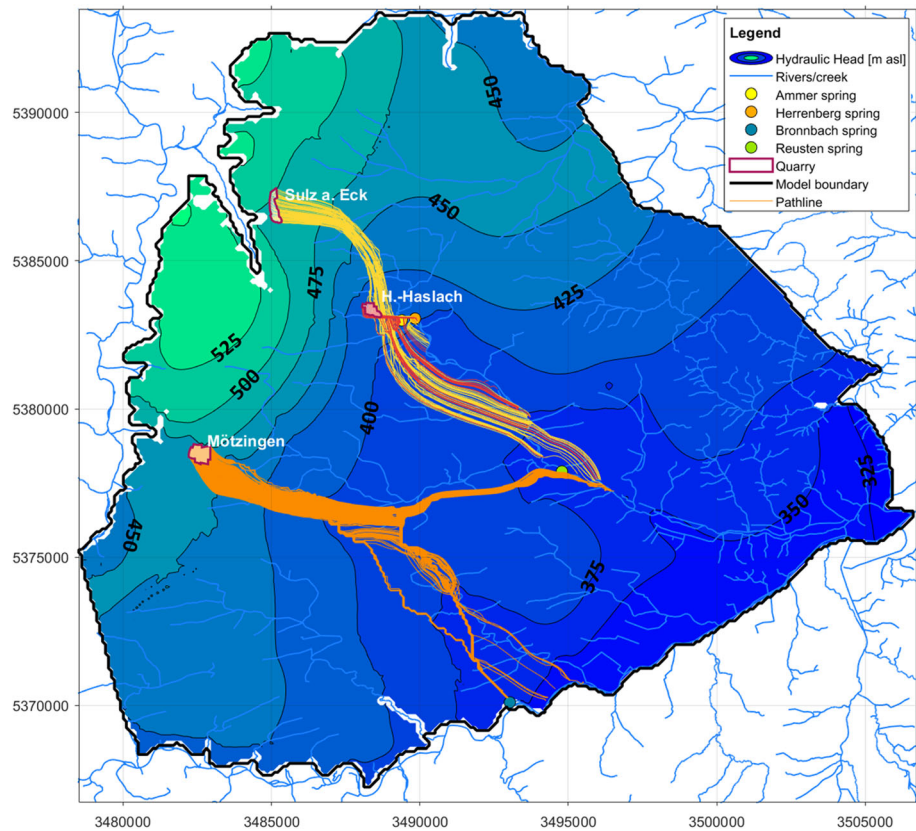 Legend
Hydraulic Head [m asl]
Rivers/creek
Ammer spring
Herrenberg spring
Bronnbach spring
Reusten spring
Quarry
Model boundary
Pathline
5390000
5385000
5380000
5375000
5370000
450
Sulz a. Eck
450
475
H.-Haslach
425
525
500
400
Mötzingen
325
350
450
375
3480000 3485000 3490000 3495000 3500000 3505000